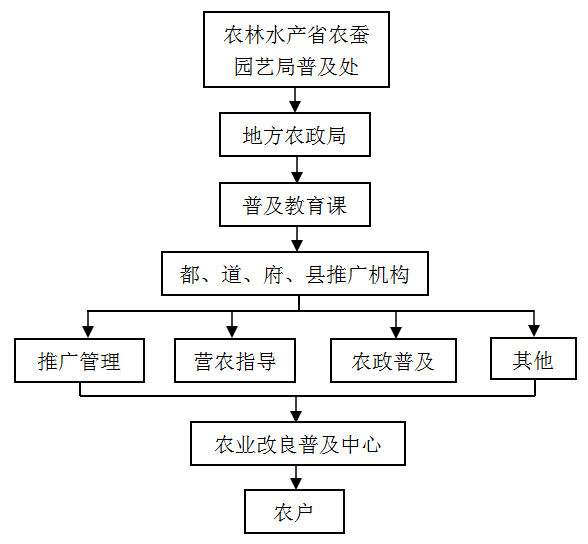 农林水产省农蚕
园艺局普及处
地方农政局
普及教育课
都、道、府、县推广机构
推广管理
营农指导
农政普及
其他
农业改良普及中心
农户